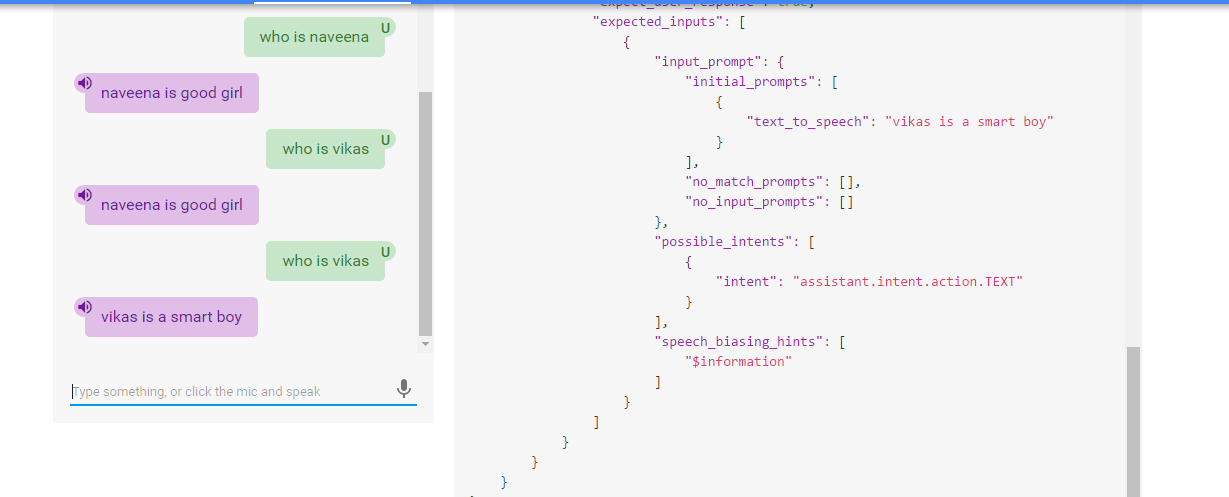 who is naveena
U
naveena is good girl
who is vikas
U
naveena is good girl
who is vikas
U
vikas is a smart boy
Type something, or click the mic and speak
"expect_user_response": true,
"expected_inputs": [
{
"input_prompt": {
"initial_prompts": [
{
"text_to_speech": "vikas is a smart boy"
}
],
"no_match_prompts": [],
"no_input_prompts": []
},
"possible_intents": [
{
"intent": "assistant.intent.action.TEXT"
}
],
"speech_biasing_hints": [
"$information"
]
}
]
}
}
}